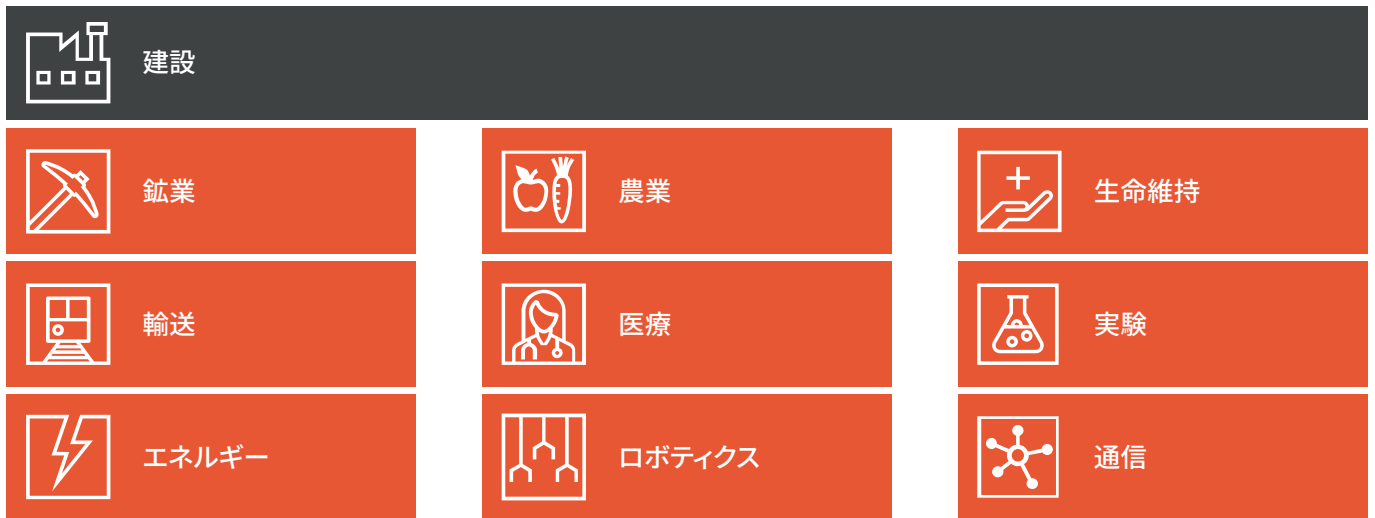 建設
鉱業
農業
生命維持
輸送
医療
実験
エネルギー
ロボティクス
通信